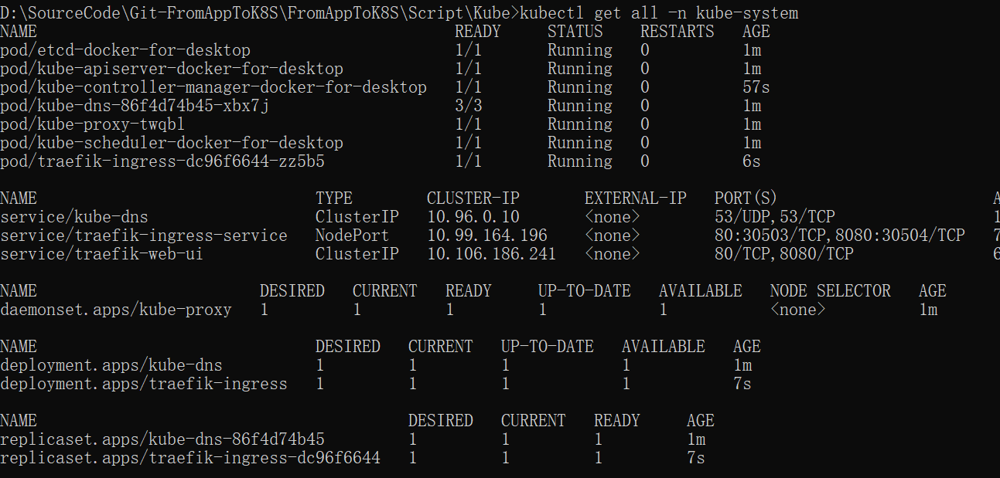 D:\SourceCode\Git-FromAppToK8S\FromAppToK8S\Script\Kube>kubectl get all -n kube-system
NAME READY STATUS RESTARTS AGE
pod/etcd-docker-for-desktop 1/1 Running 0 1m
pod/kube-apiserver-docker-for-desktop 1/1 Running 0 1m
pod/kube-controller-manager-docker-for-desktop 1/1 Running 0 57s
pod/kube-dns-86f4d74b45-xbx7j 3/3 Running 0 1m
pod/kube-proxy-twqbl 1/1 Running 0 1m
pod/kube-scheduler-docker-for-desktop 1/1 Running 0 1m
pod/traefik-ingress-dc96f6644-zz5b5 1/1 Running 0 6s
NAME TYPE CLUSTER-IP EXTERNAL-IP PORT(S)
service/kube-dns ClusterIP 10.96.0.10 <none> 53/UDP,53/TCP 1
service/traefik-ingress-service NodePort 10.99.164.196 <none> 80:30503/TCP,8080:30504/TCP 7
service/traefik-web-ui ClusterIP 10.106.186.241 <none> 80/TCP,8080/TCP 6
NAME DESIRED CURRENT READY UP-TO-DATE AVAILABLE NODE SELECTOR AGE
daemonset.apps/kube-proxy 1 1 1 1 1 <none> 1m
NAME DESIRED CURRENT UP-TO-DATE AVAILABLE AGE
deployment.apps/kube-dns 1 1 1 1 1m
deployment.apps/traefik-ingress 1 1 1 1 7s
NAME DESIRED CURRENT READY AGE
replicaset.apps/kube-dns-86f4d74b45 1 1 1 1m
replicaset.apps/traefik-ingress-dc96f6644 1 1 1 7s